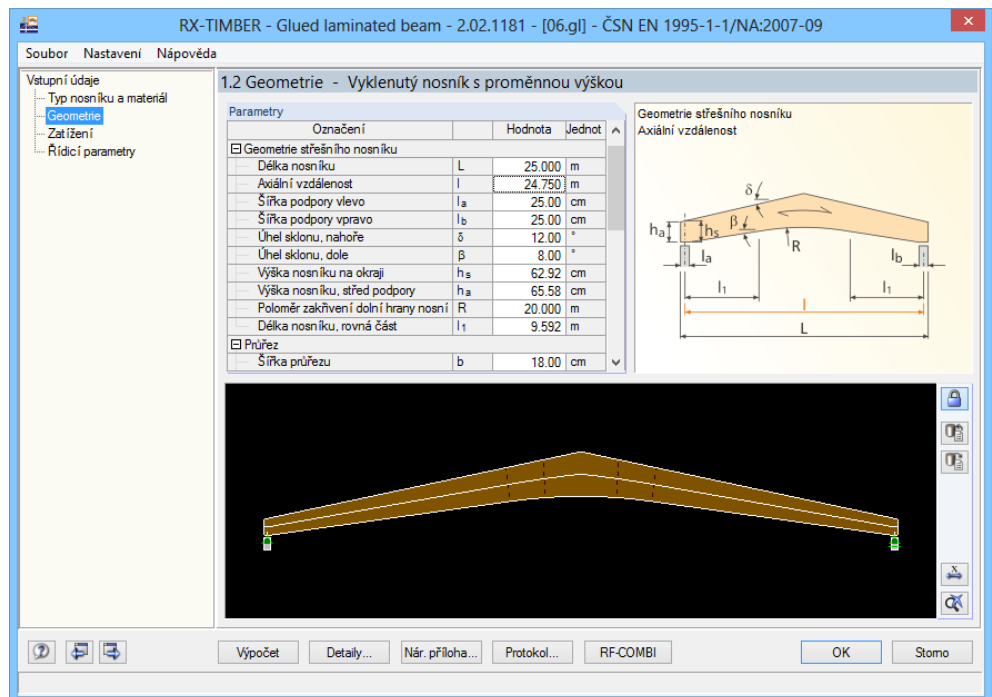 RX-TIMBER - Glued laminated beam - 2.02.1181 - [06.gl] - ČSN EN 1995-1-1/NA:2007-09
Soubor Nastavení Nápověda
Vstupní údaje
Typ nosníku a materiál
Geometrie
Zatížení
Řídicí parametry
1.2 Geometrie - Vyklenutý nosník s proměnnou výškou
Parametry
Označení Hodnota Jednot
Geometrie střešního nosníku
Délka nosníku L 25.000 m
Axiální vzdálenost l 24.750 m
Šířka podpory vlevo la 25.00 cm
Šířka podpory vpravo lb 25.00 cm
Úhel sklonu, nahoře δ 12.00 °
Úhel sklonu, dole β 8.00 °
Výška nosníku na okraji hs 62.92 cm
Výška nosníku, střed podpory ha 65.58 cm
Poloměr zakřivení dolní hrany nosní R 20.000 m
Délka nosníku, rovná část l1 9.592 m
Průřez
Šířka průřezu b 18.00 cm
Geometrie střešního nosníku
Axiální vzdálenost
δ
ha hs β R
la lb
l1 l1
l
L
x
Výpočet Detaily... Nár. příloha... Protokol... RF-COMBI OK Storno